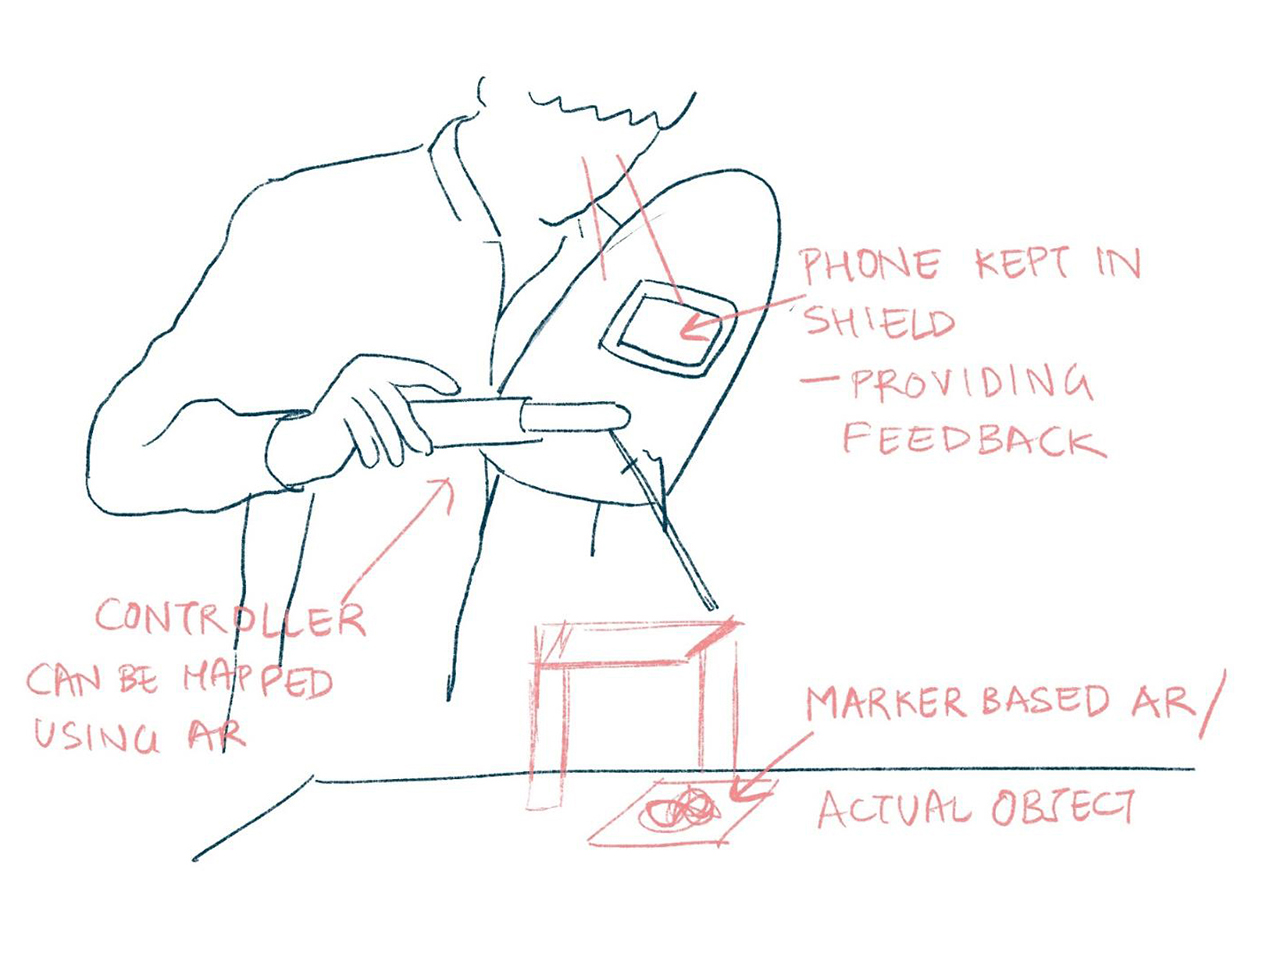 PHONE KEPT IN
SHIELD
— PROVIDING
FEEDBACK
CONTROLLER
CAN BE MAPPED
USING AR
MARKER BASED AR/
ACTUAL OBJECT